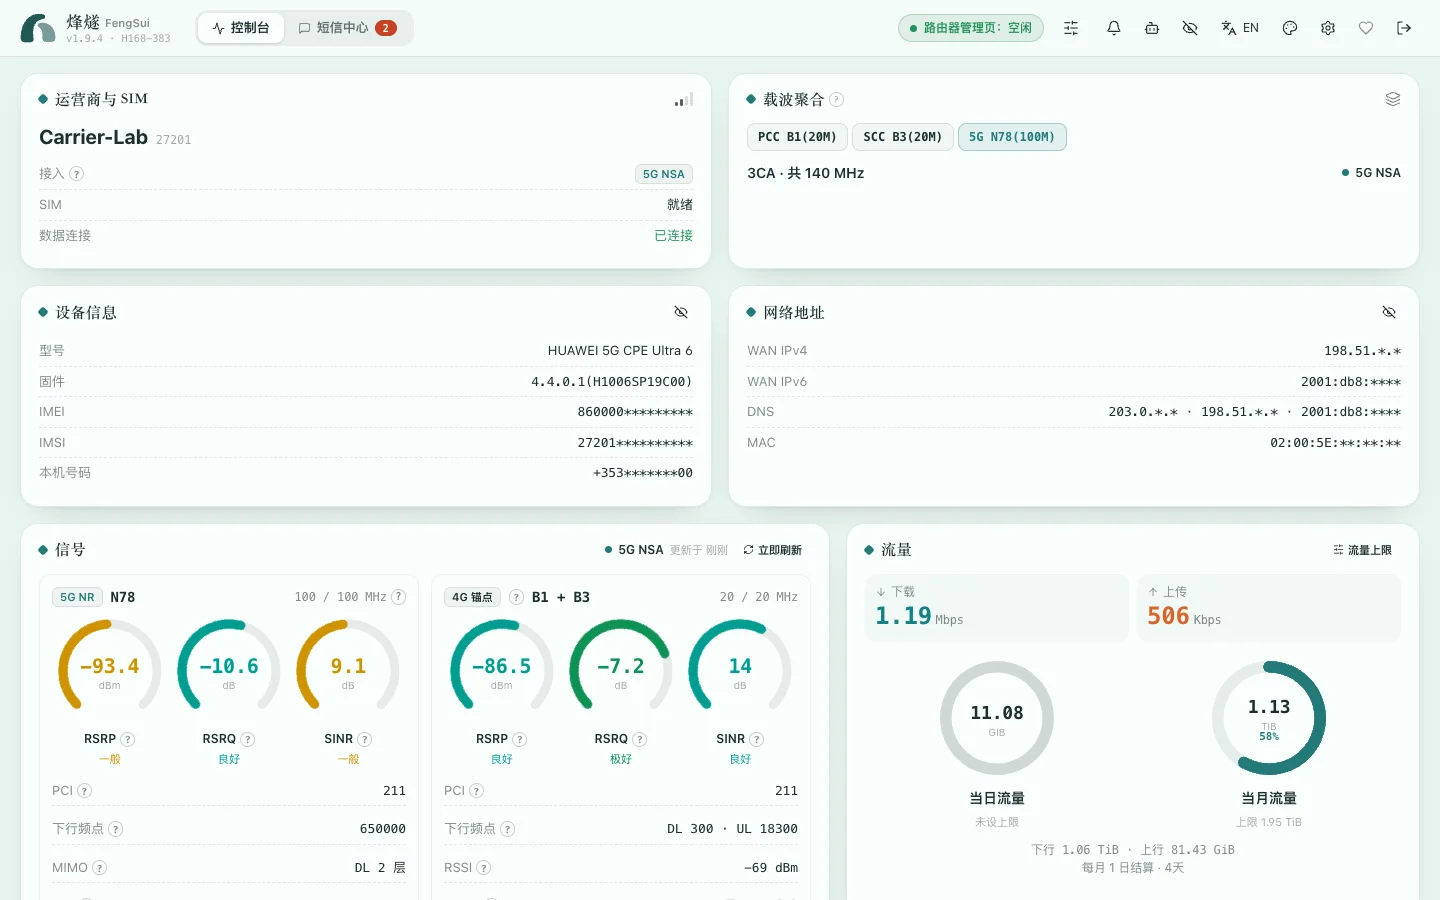 烽燧 FengSui
v1.9.4 · H168-383
控制台
短信中心 2
路由器管理页：空闲
EN
运营商与 SIM
Carrier-Lab 27201
接入 ? 5G NSA
SIM 就绪
数据连接 已连接
载波聚合 ?
PCC B1(20M) SCC B3(20M) 5G N78(100M)
3CA · 共 140 MHz 5G NSA
设备信息
型号 HUAWEI 5G CPE Ultra 6
固件 4.4.0.1(H1006SP19C00)
IMEI 860000*********
IMSI 27201**********
本机号码 +353*******00
网络地址
WAN IPv4 198.51.*.*
WAN IPv6 2001:db8:****
DNS 203.0.*.* · 198.51.*.* · 2001:db8:****
MAC 02:00:5E:**:**:**
信号 5G NSA 更新于 刚刚 立即刷新
5G NR N78 100 / 100 MHz ?
-93.4 dBm
-10.6 dB
9.1 dB
RSRP ? RSRQ ? SINR ?
一般 良好 一般
PCI ? 211
下行频点 ? 650000
MIMO ? DL 2 层
4G 锚点 ? B1 + B3 20 / 20 MHz
-86.5 dBm
-7.2 dB
14 dB
RSRP ? RSRQ ? SINR ?
良好 极好 良好
PCI ? 211
下行频点 ? DL 300 · UL 18300
RSSI ? -69 dBm
流量 流量上限
↓ 下载
1.19 Mbps
↑ 上传
506 Kbps
11.08
GiB
当日流量
未设上限
1.13
TiB
58%
当月流量
上限 1.95 TiB
下行 1.06 TiB · 上行 81.43 GiB
每月 1 日结算 · 4天